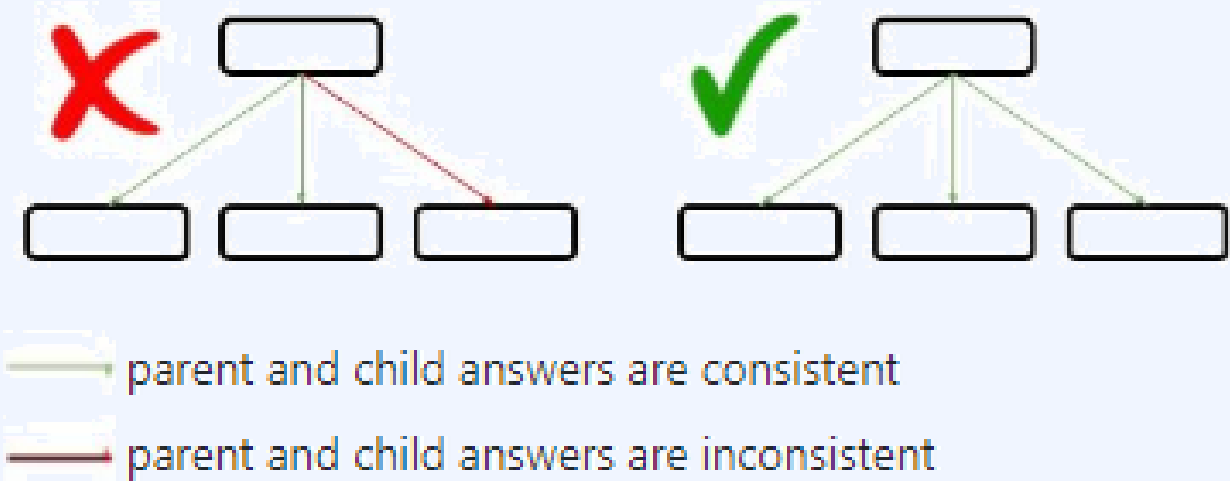 parent and child answers are consistent
parent and child answers are inconsistent